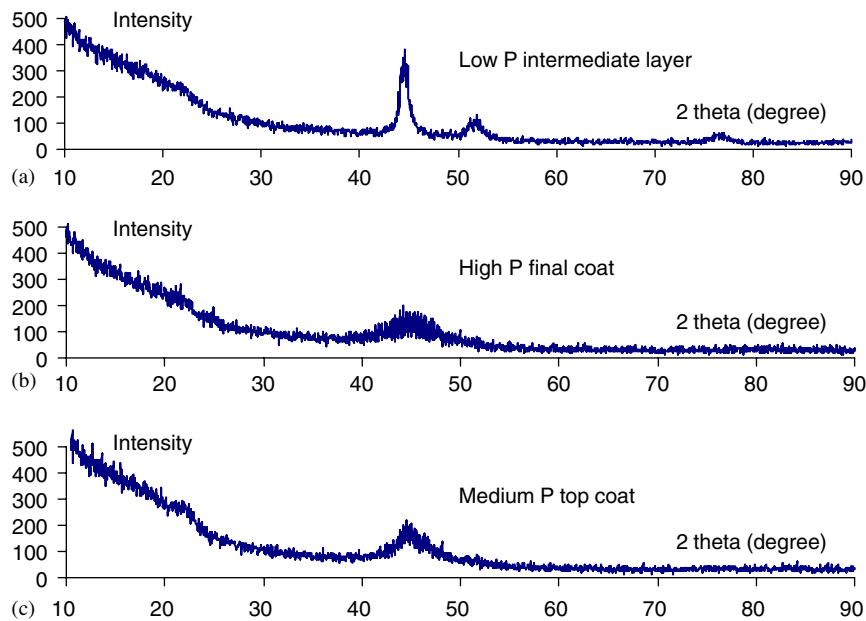 Intensity
500
400
300
200
100
0
Low P intermediate layer
2 theta (degree)
(a)
10 20 30 40 50 60 70 80 90
Intensity
500
400
300
200
100
0
High P final coat
2 theta (degree)
(b)
10 20 30 40 50 60 70 80 90
Intensity
500
400
300
200
100
0
Medium P top coat
2 theta (degree)
(c)
10 20 30 40 50 60 70 80 90